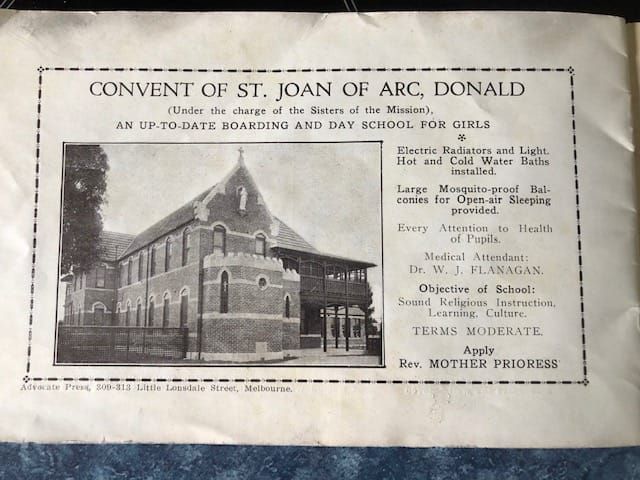 CONVENT OF ST. JOAN OF ARC, DONALD
(Under the charge of the Sisters of the Mission),
AN UP-TO-DATE BOARDING AND DAY SCHOOL FOR GIRLS
Electric Radiators and Light.
Hot and Cold Water Baths
installed.
Large Mosquito-proof Bal-
conies for Open-air Sleeping
provided.
Every Attention to Health
of Pupils.
Medical Attendant:
Dr. W. J. FLANAGAN.
Objective of School:
Sound Religious Instruction,
Learning, Culture.
TERMS MODERATE.
Apply
Rev. MOTHER PRIORESS
Advocate Press, 309-313 Little Lonsdale Street, Melbourne.